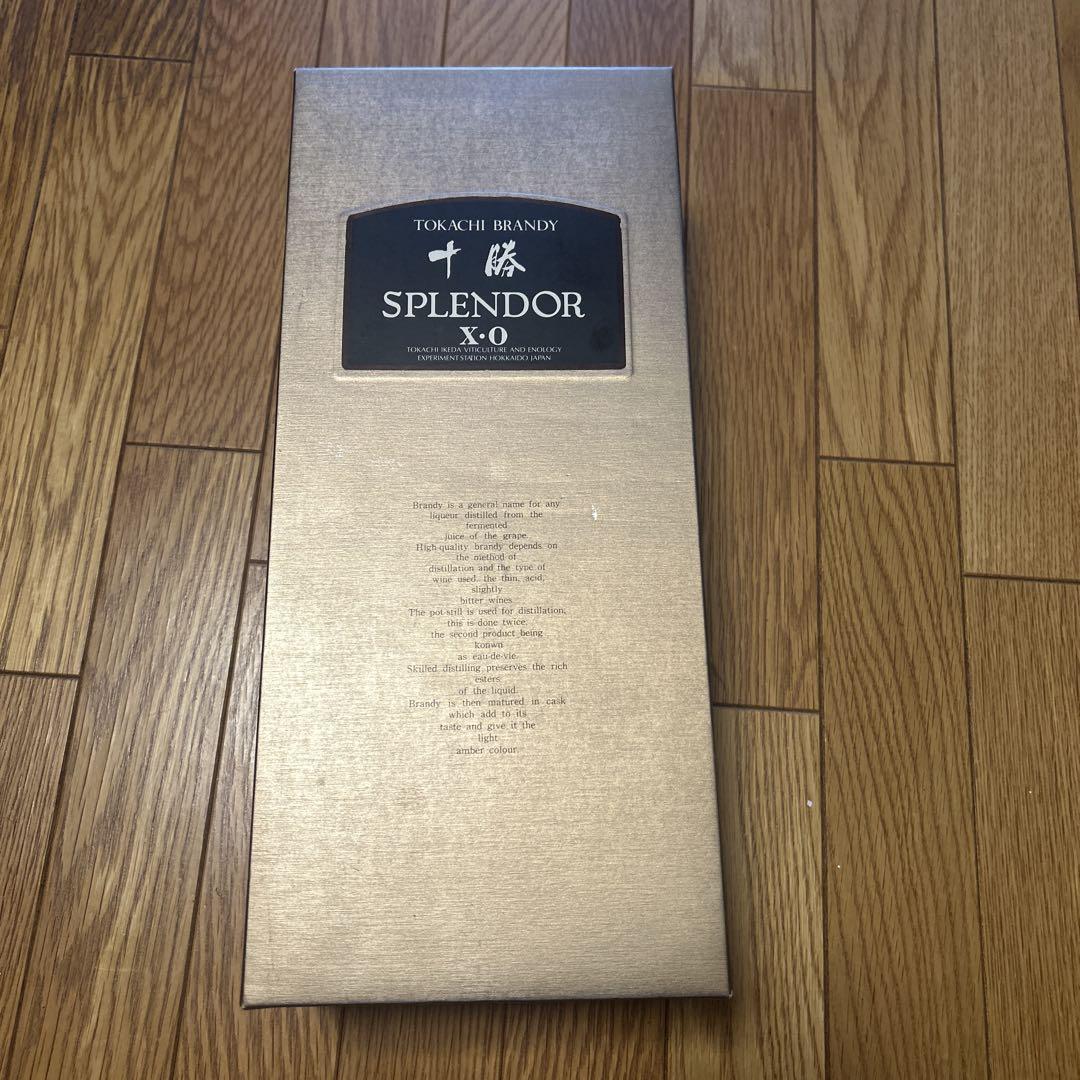 TOKACHI BRANDY
十勝
SPLENDOR
X·O
TOKACHI IKEDA VITICULTURE AND ENOLOGY
EXPERIMENT STATION HOKKAIDO JAPAN
Brandy is a general name for any
liqueur distilled from the
fermented
juice of the grape.
High-quality brandy depends on
the method of
distillation and the type of
wine used. the thin, acid,
slightly
bitter wines.
The pot-still is used for distillation;
this is done twice;
the second product being
konwn
as eau-de-vie.
Skilled distilling preserves the rich
esters
of the liquid.
Brandy is then matured in cask
which add to its
taste and give it the
light
amber colour.